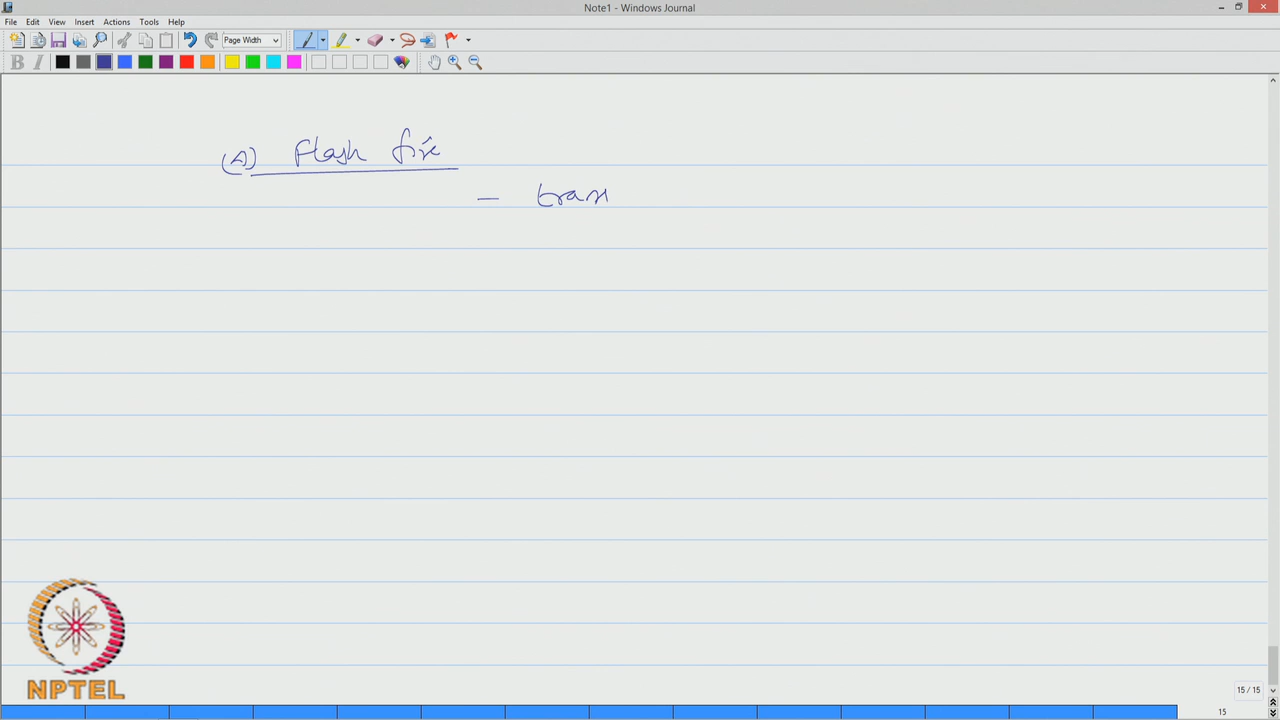 Note1 - Windows Journal
File Edit View Insert Actions Tools Help
Page Width
B I
(A) Flash fire
- tran
NPTEL
15 / 15
15